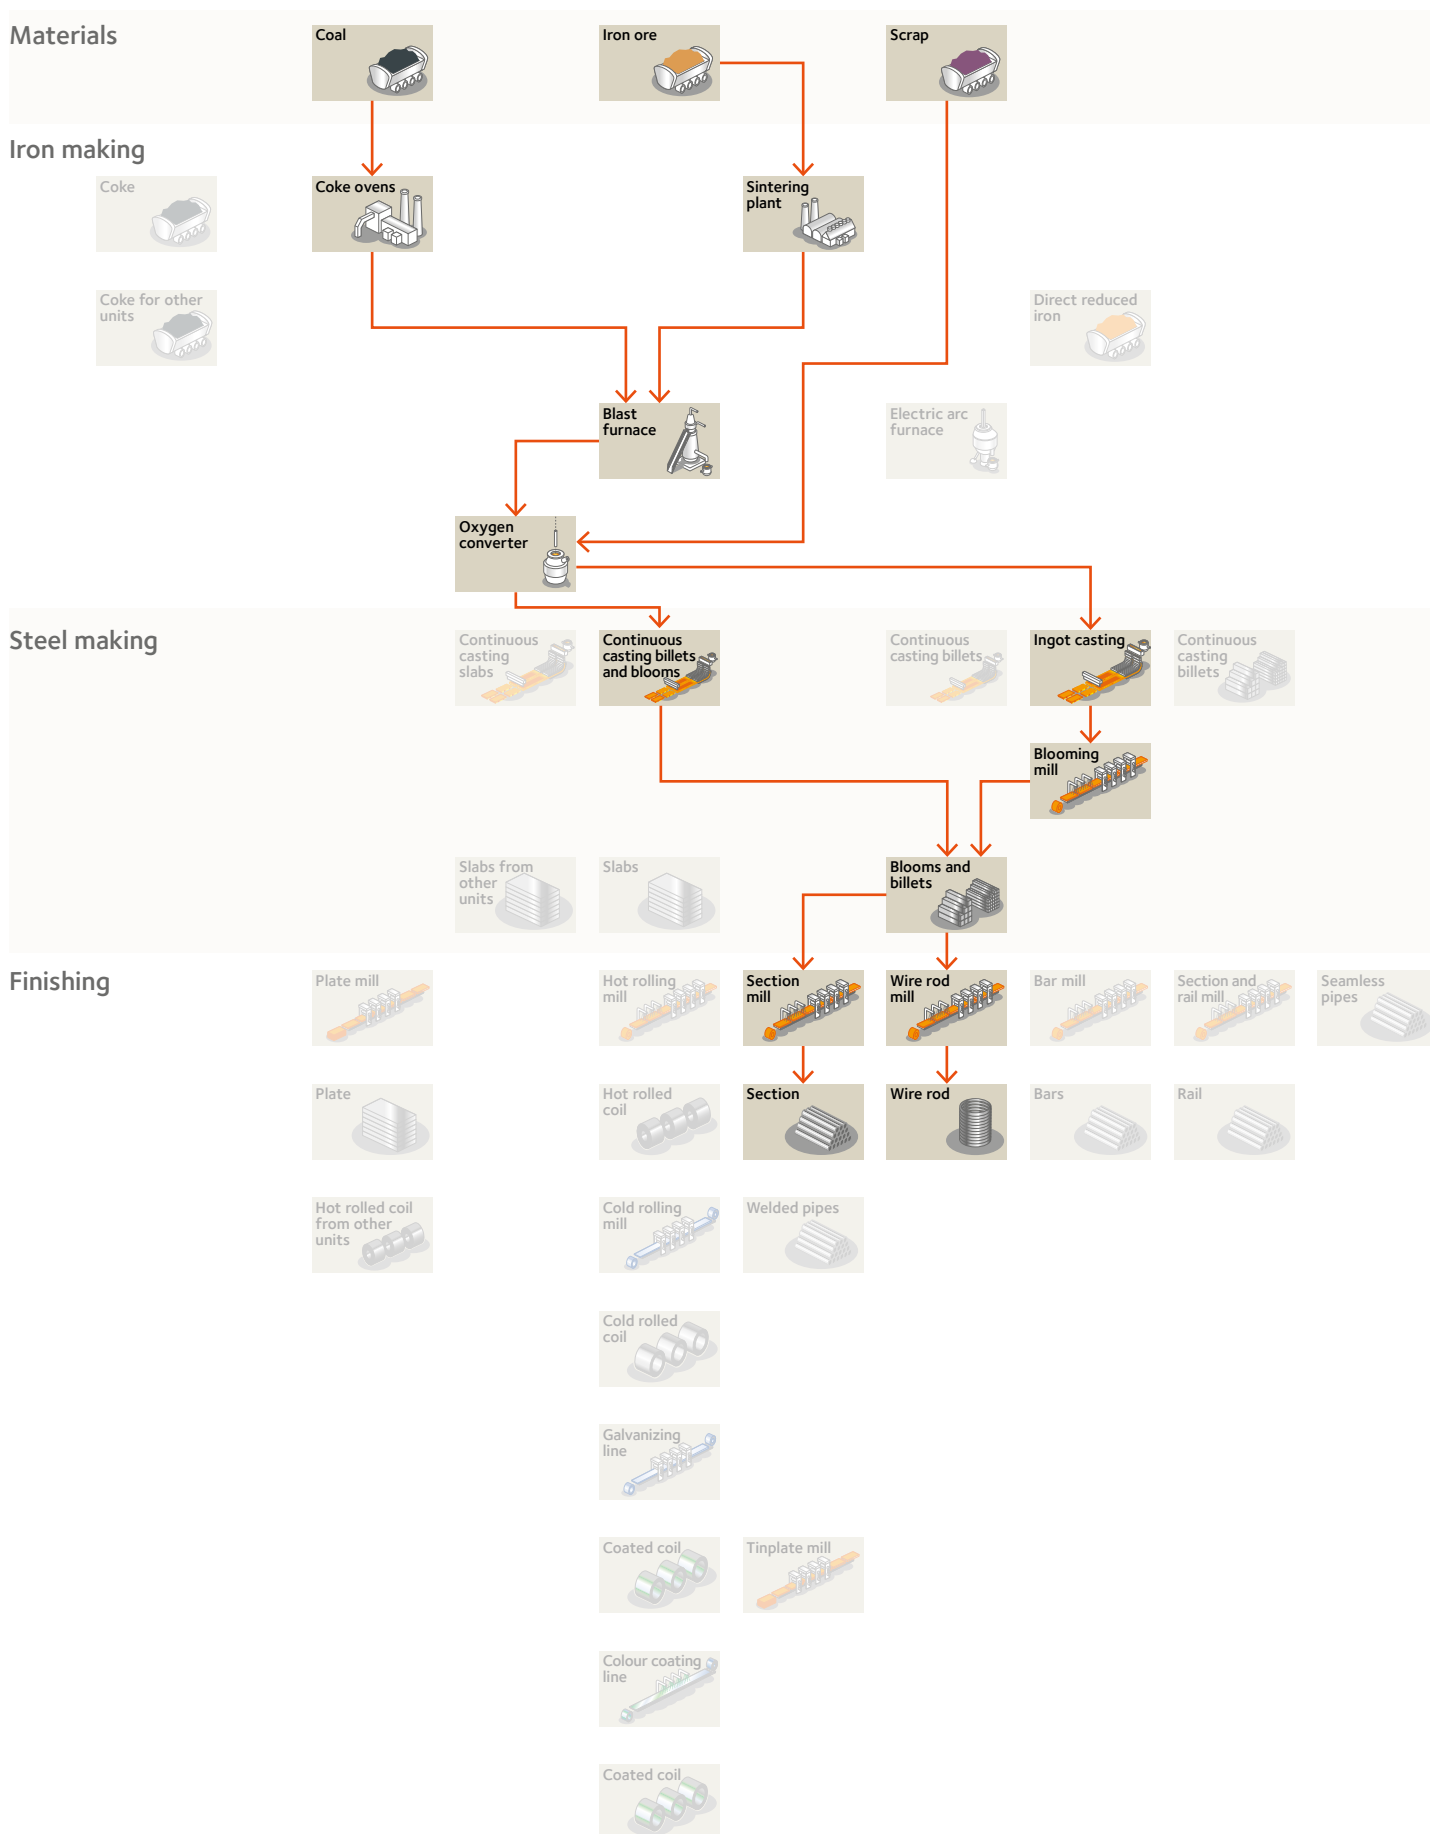 Materials
Coal
Iron ore
Scrap
Iron making
Coke
Coke ovens
Sintering
plant
Coke for other
units
Direct reduced
iron
Blast
furnace
Electric arc
furnace
Oxygen
converter
Steel making
Continuous
casting
slabs
Continuous
casting billets
and blooms
Continuous
casting billets
Ingot casting
Continuous
casting
billets
Blooming
mill
Slabs from
other
units
Slabs
Blooms and
billets
Finishing
Plate mill
Hot rolling
mill
Section
mill
Wire rod
mill
Bar mill
Section and
rail mill
Seamless
pipes
Plate
Hot rolled
coil
Section
Wire rod
Bars
Rail
Hot rolled coil
from other
units
Cold rolling
mill
Welded pipes
Cold rolled
coil
Galvanizing
line
Coated coil
Tinplate mill
Colour coating
line
Coated coil